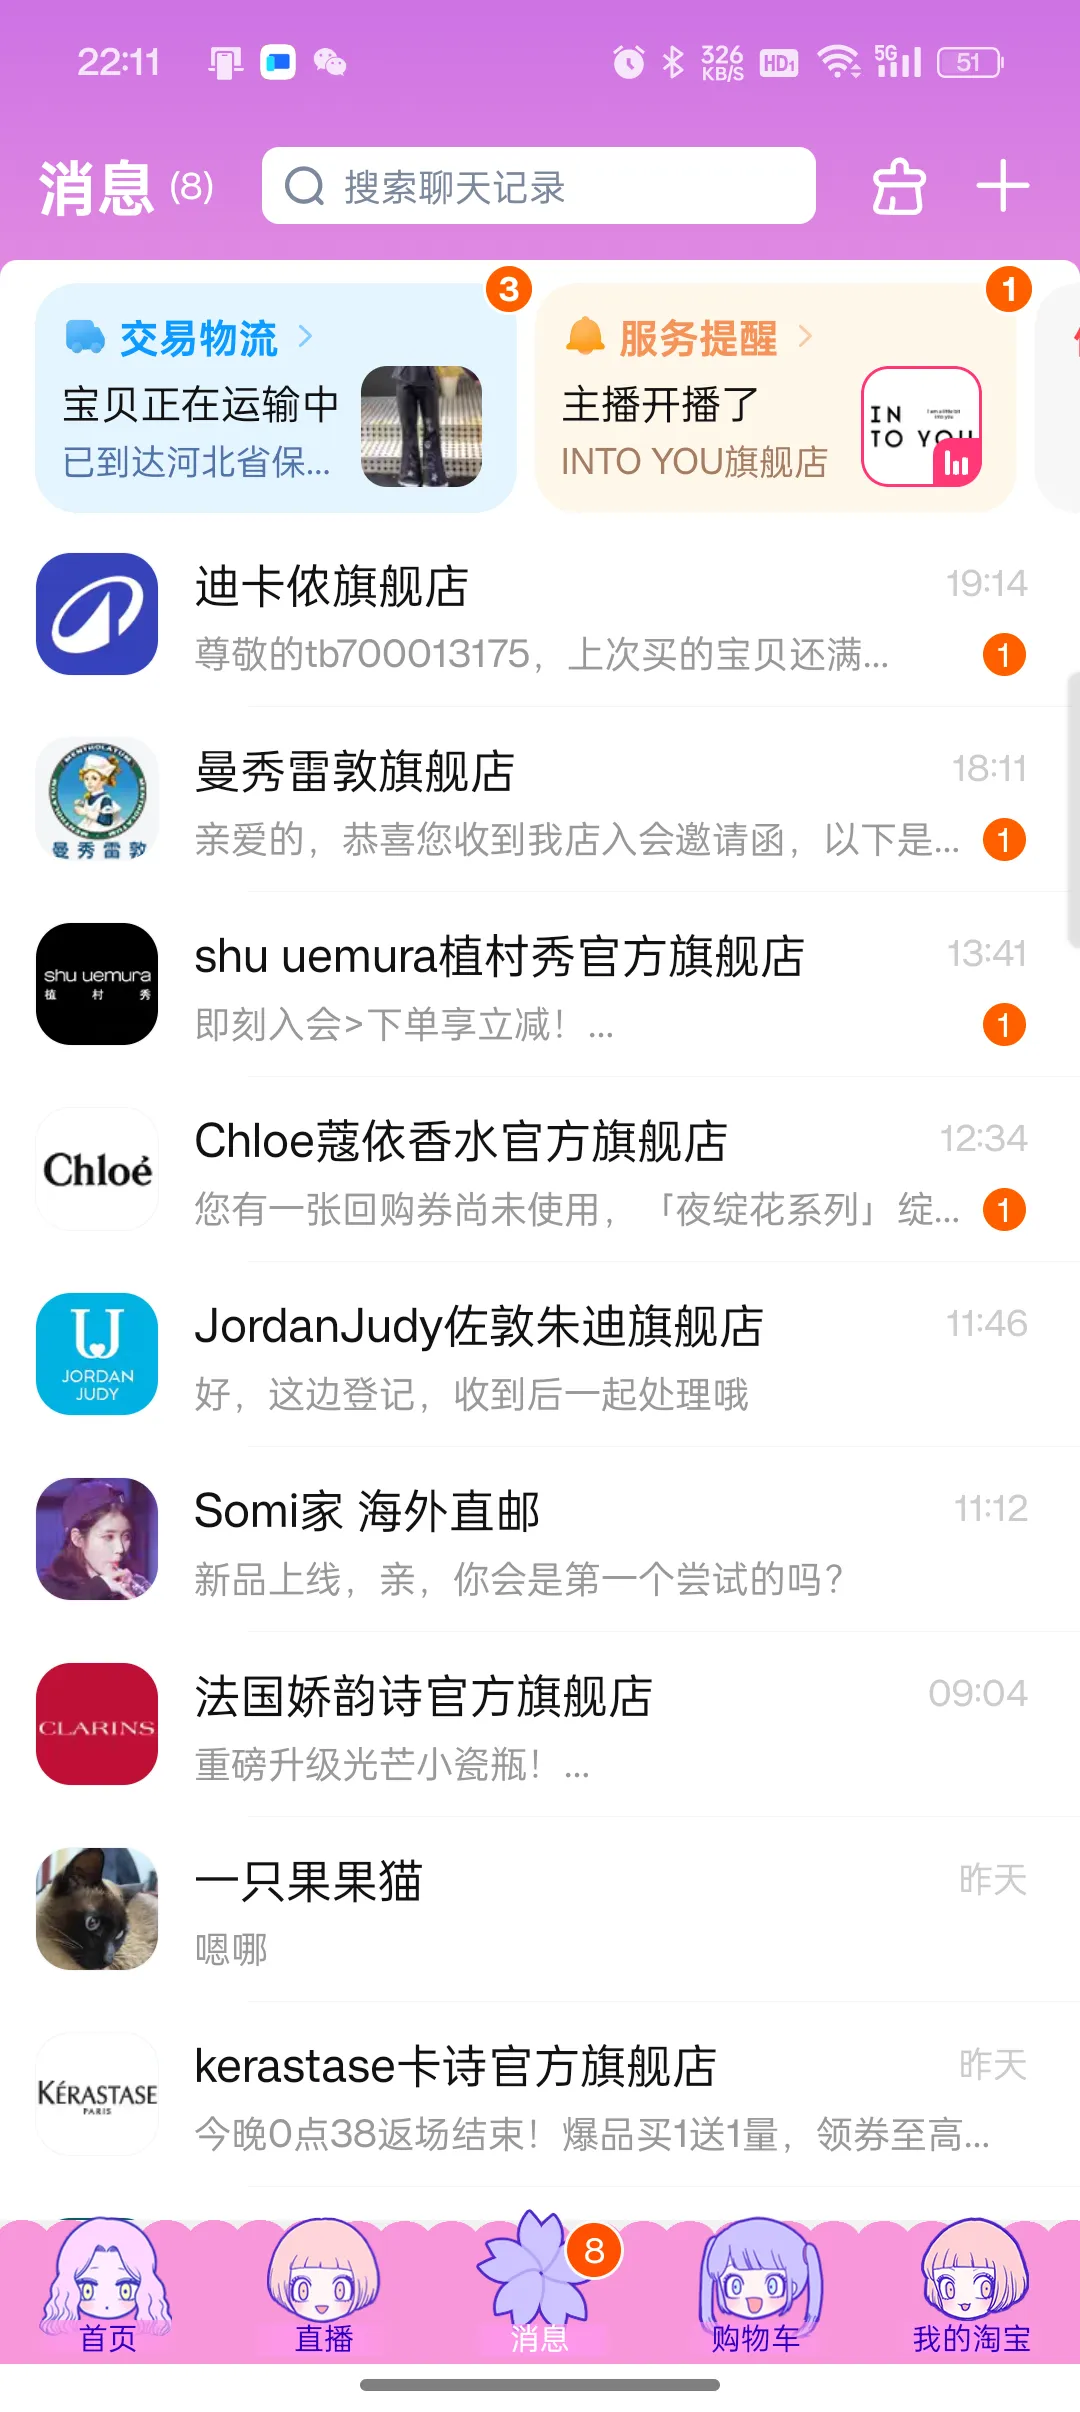 22:11
326 KB/S HD1 5G 51
消息 (8)
搜索聊天记录
交易物流
3
宝贝正在运输中
已到达河北省保...
服务提醒
1
主播开播了
INTO YOU旗舰店
IN
TO YOU
迪卡侬旗舰店
19:14
尊敬的tb700013175，上次买的宝贝还满...
1
MENTHOLATUM
曼秀雷敦
曼秀雷敦旗舰店
18:11
亲爱的，恭喜您收到我店入会邀请函，以下是...
1
shu uemura
植村秀
shu uemura植村秀官方旗舰店
13:41
即刻入会>下单享立减！...
1
Chloé
Chloe蔻依香水官方旗舰店
12:34
您有一张回购券尚未使用，「夜绽花系列」绽...
1
JORDAN
JUDY
JordanJudy佐敦朱迪旗舰店
11:46
好，这边登记，收到后一起处理哦
Somi家 海外直邮
11:12
新品上线，亲，你会是第一个尝试的吗？
CLARINS
法国娇韵诗官方旗舰店
09:04
重磅升级光芒小瓷瓶！...
一只果果猫
昨天
嗯哪
KÉRASTASE
PARIS
kerastase卡诗官方旗舰店
昨天
今晚0点38返场结束！爆品买1送1量，领券至高...
8
首页
直播
消息
购物车
我的淘宝